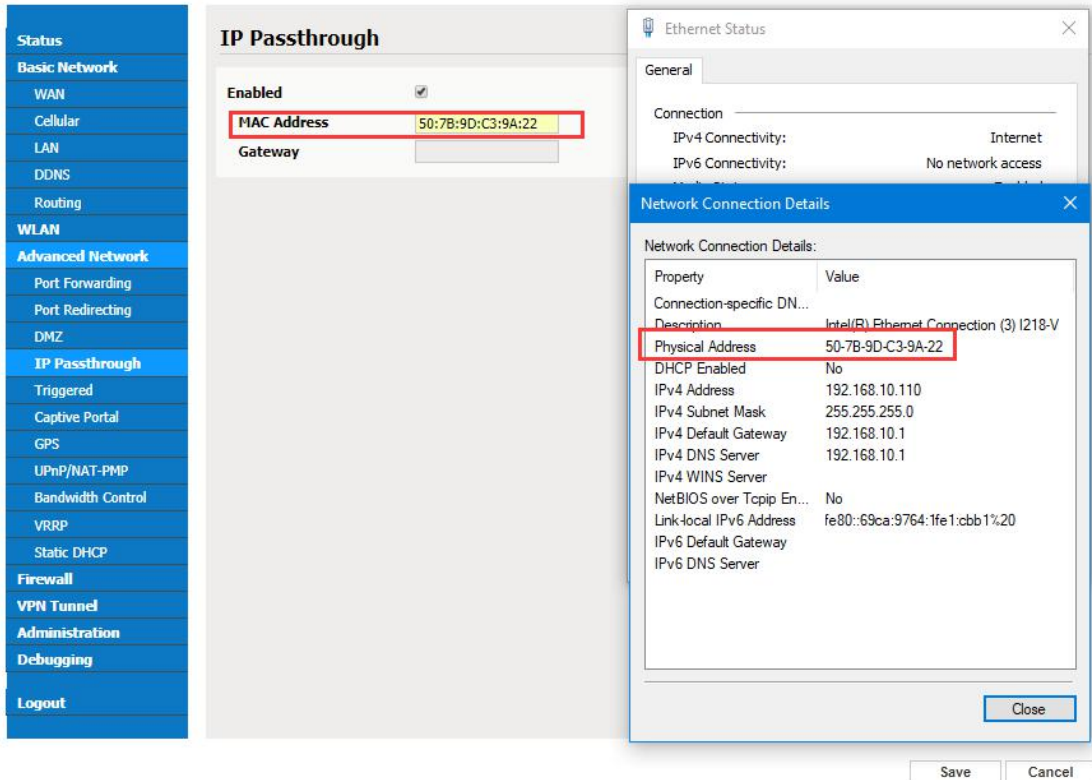 Status
Basic Network
WAN
Cellular
LAN
DDNS
Routing
WLAN
Advanced Network
Port Forwarding
Port Redirecting
DMZ
IP Passthrough
Triggered
Captive Portal
GPS
UPnP/NAT-PMP
Bandwidth Control
VRRP
Static DHCP
Firewall
VPN Tunnel
Administration
Debugging
Logout
IP Passthrough
Enabled
MAC Address 50:7B:9D:C3:9A:22
Gateway
Ethernet Status
General
Connection
IPv4 Connectivity: Internet
IPv6 Connectivity: No network access
Network Connection Details
Network Connection Details:
Property Value
Connection-specific DN...
Description Intel(R) Ethernet Connection (3) I218-V
Physical Address 50-7B-9D-C3-9A-22
DHCP Enabled No
IPv4 Address 192.168.10.110
IPv4 Subnet Mask 255.255.255.0
IPv4 Default Gateway 192.168.10.1
IPv4 DNS Server 192.168.10.1
IPv4 WINS Server
NetBIOS over Tcpip En... No
Link-local IPv6 Address fe80::69ca:9764:1fe1:cbb1%20
IPv6 Default Gateway
IPv6 DNS Server
Close
Save Cancel